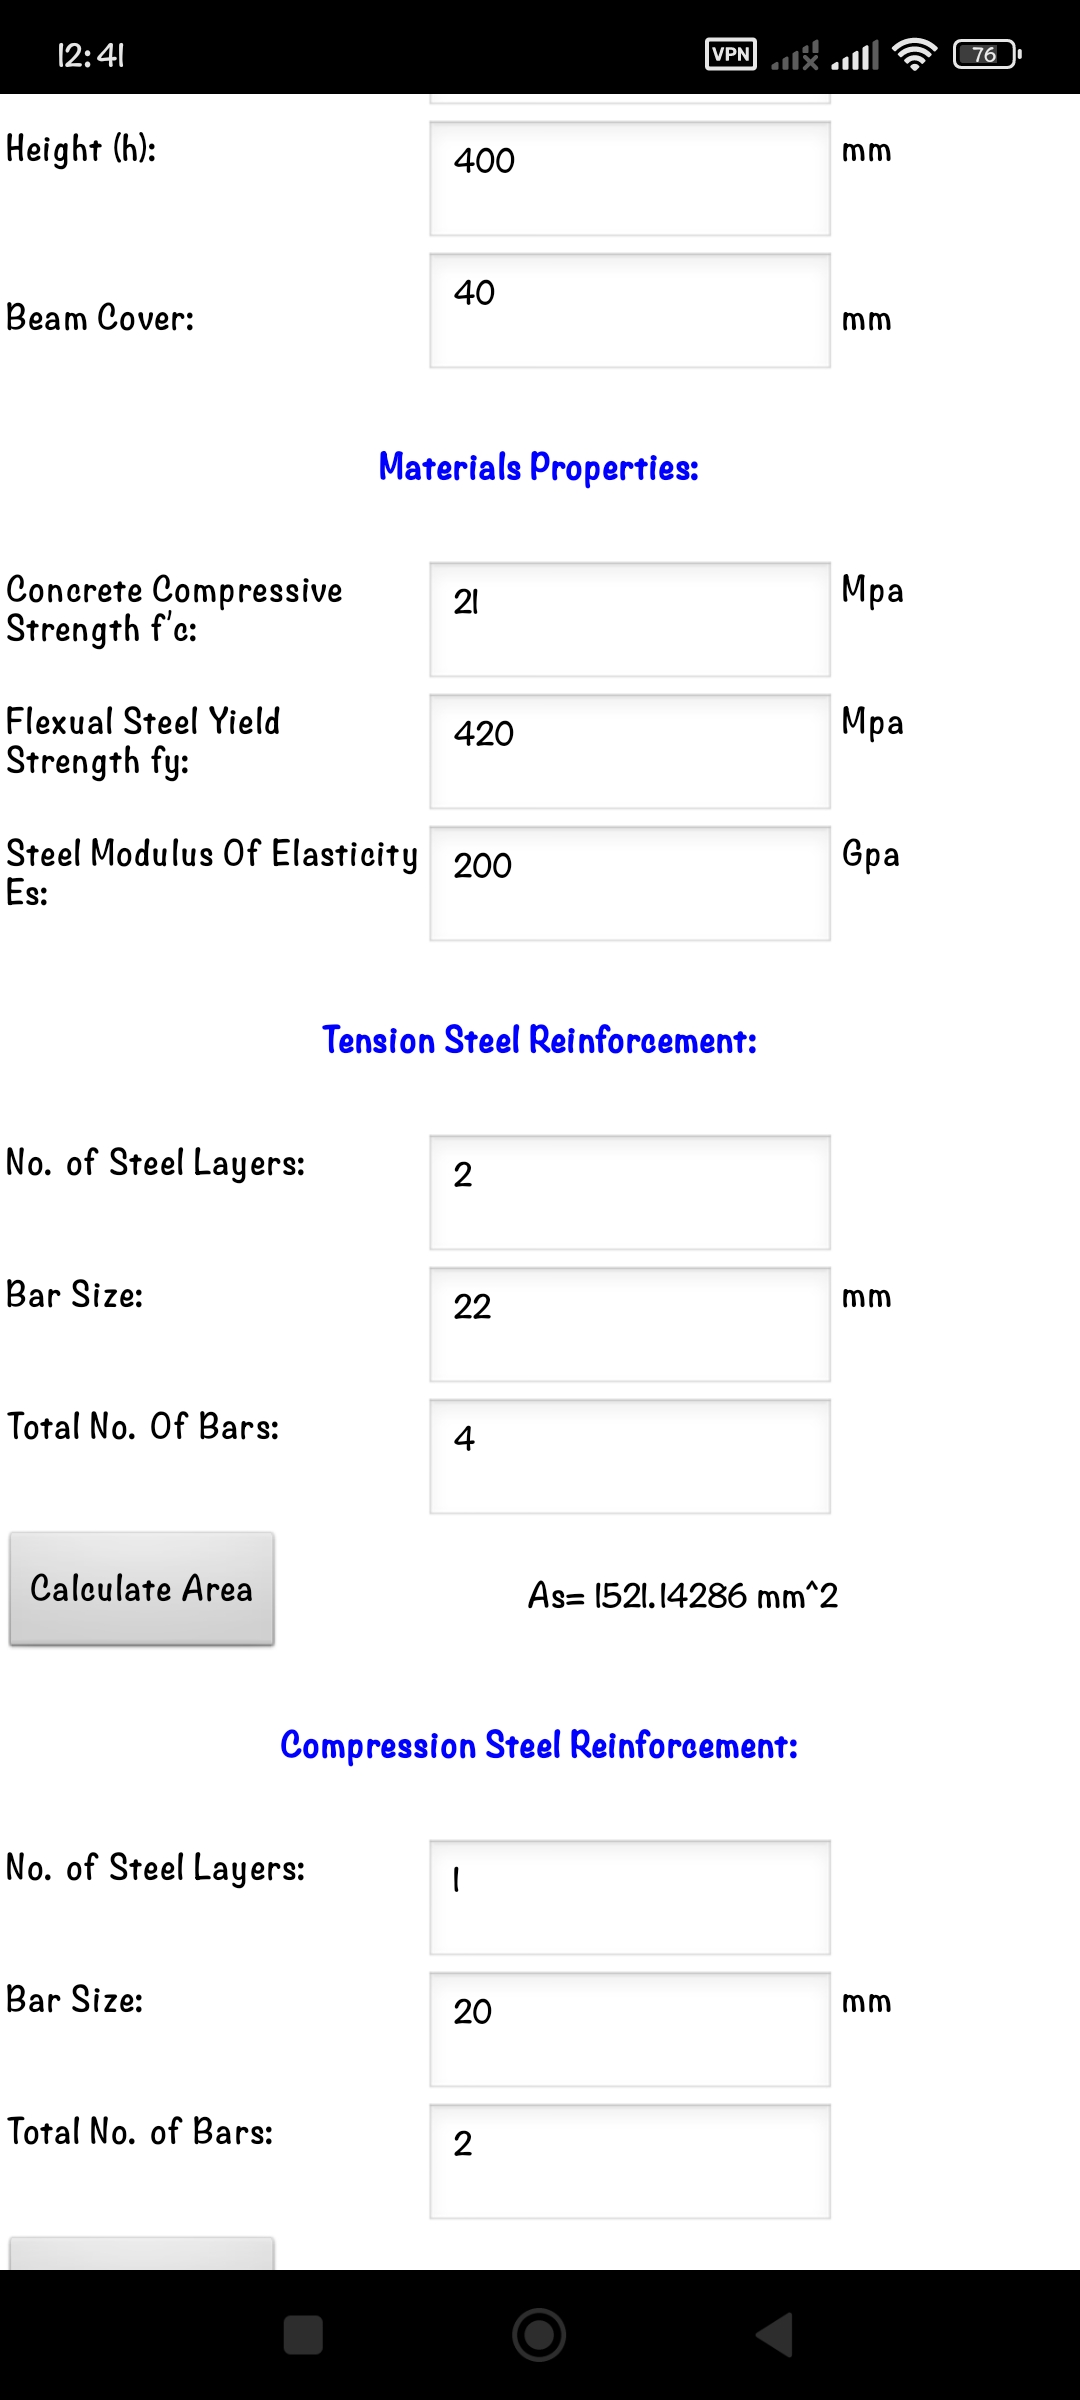 12:41 VPN 76
Height (h): 400 mm
Beam Cover: 40 mm
Materials Properties:
Concrete Compressive
Strength f'c: 21 Mpa
Flexual Steel Yield
Strength fy: 420 Mpa
Steel Modulus Of Elasticity
Es: 200 Gpa
Tension Steel Reinforcement:
No. of Steel Layers: 2
Bar Size: 22 mm
Total No. Of Bars: 4
Calculate Area As= 1521.14286 mm^2
Compression Steel Reinforcement:
No. of Steel Layers: 1
Bar Size: 20 mm
Total No. of Bars: 2